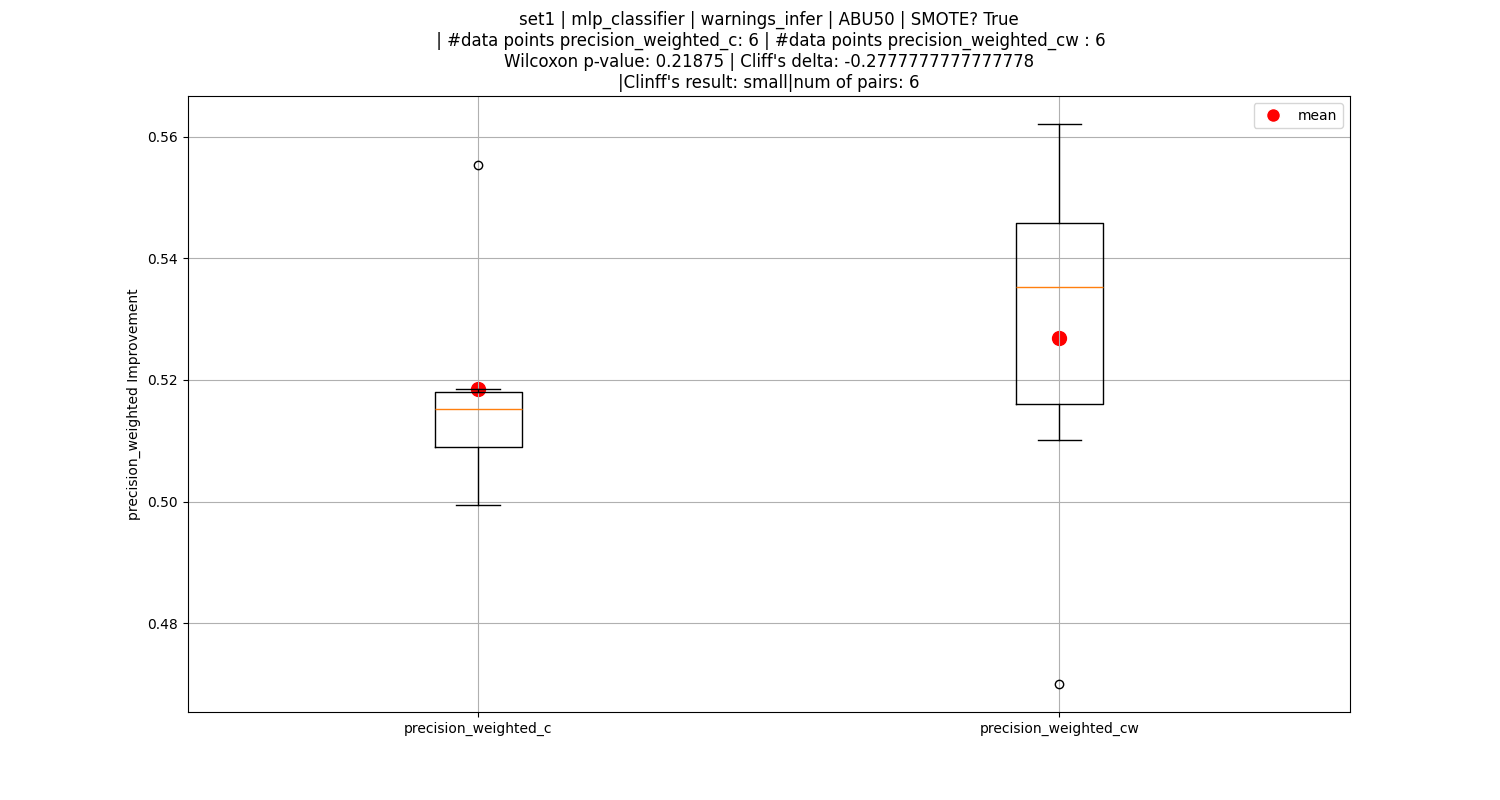 set1 | mlp_classifier | warnings_infer | ABU50 | SMOTE? True
| #data points precision_weighted_c: 6 | #data points precision_weighted_cw : 6
Wilcoxon p-value: 0.21875 | Cliff's delta: -0.2777777777777778
|Clinff's result: small|num of pairs: 6
mean
0.56
0.54
0.52
0.50
0.48
precision_weighted Improvement
precision_weighted_c
precision_weighted_cw